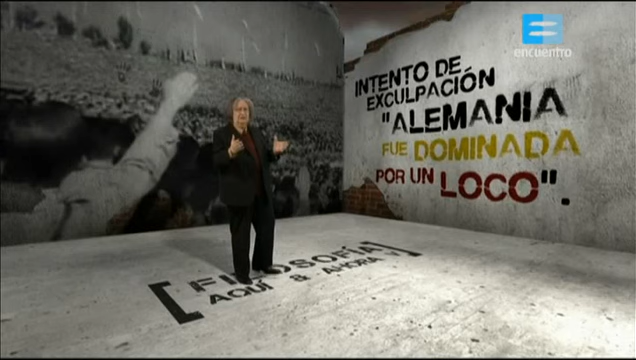 encuentro
INTENTO DE
EXCULPACIÓN
"ALEMANIA
FUE DOMINADA
POR UN LOCO".
[FILOSOFÍA
AQUÍ & AHORA]